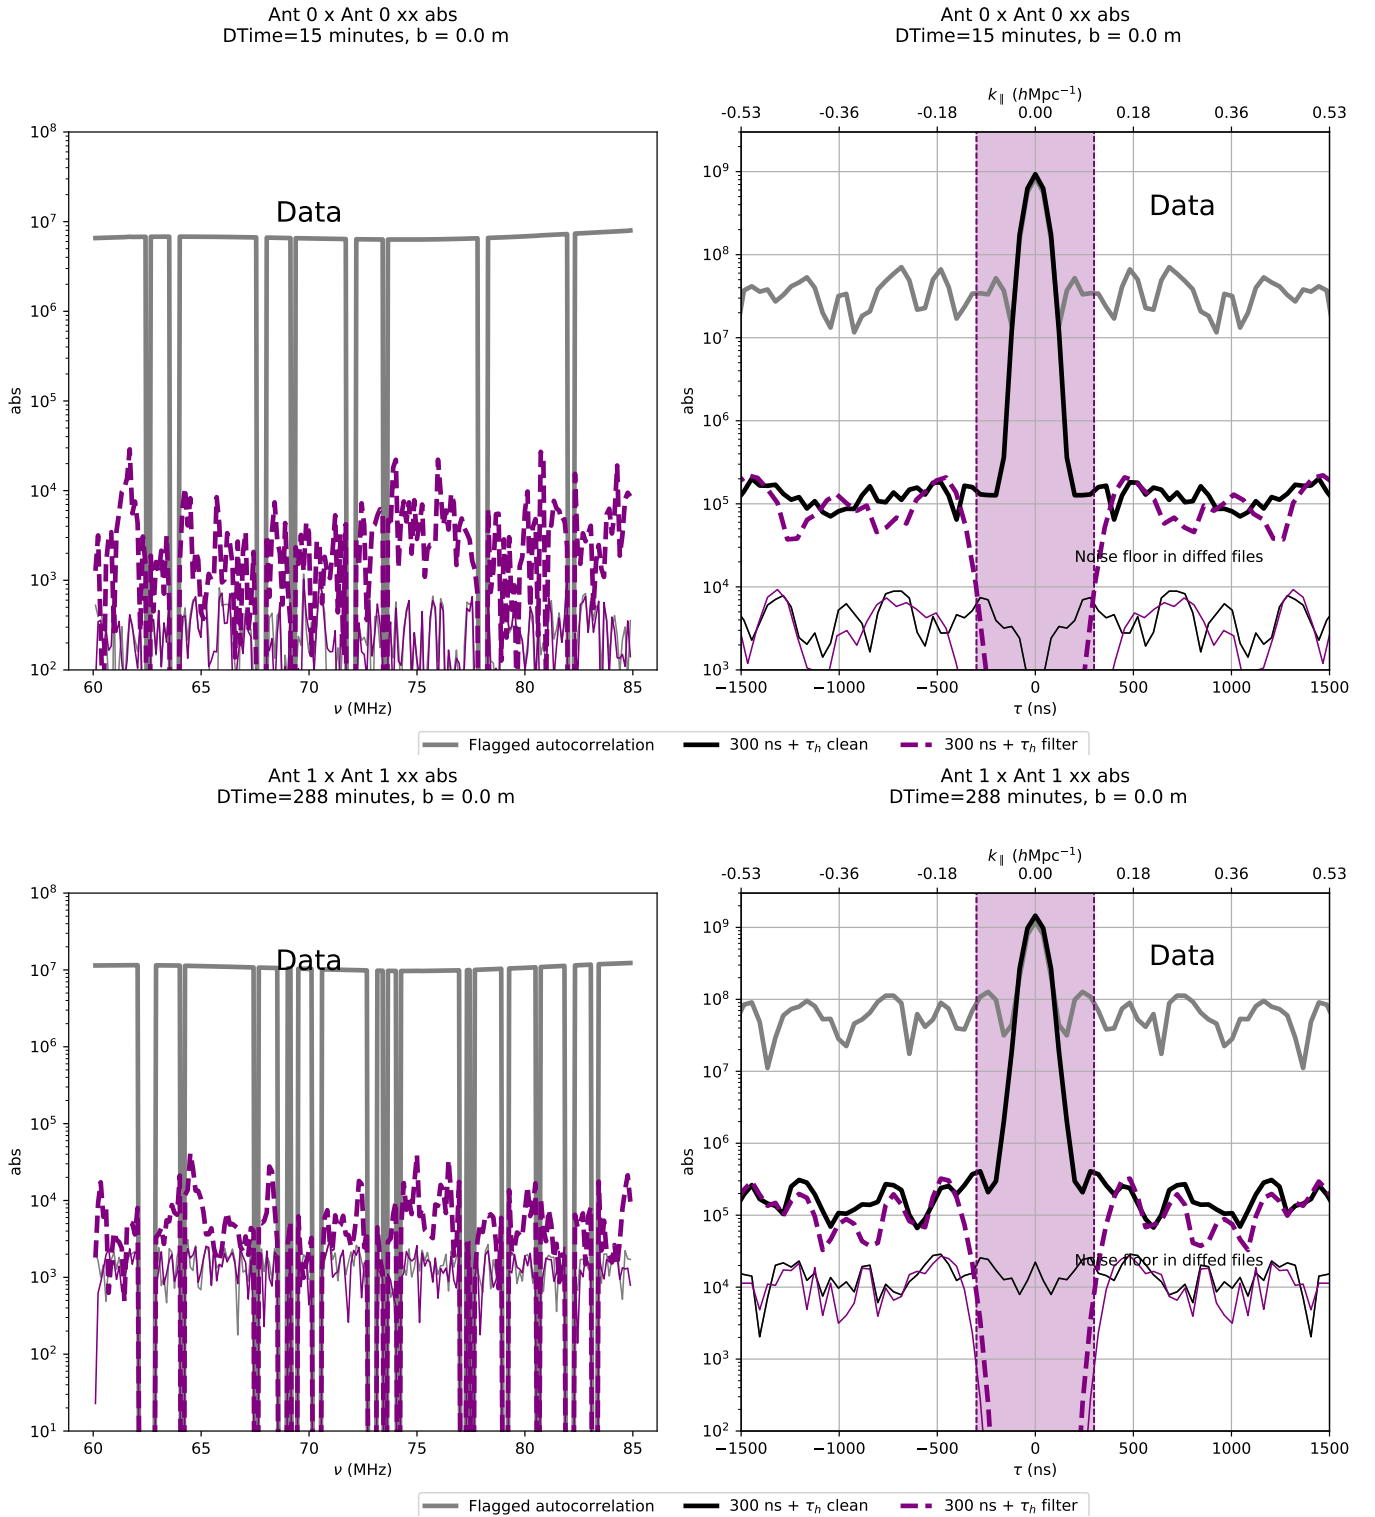 Ant 0 x Ant 0 xx abs
DTime=15 minutes, b = 0.0 m
Ant 0 x Ant 0 xx abs
DTime=15 minutes, b = 0.0 m
k∥ (hMpc⁻¹)
-0.53 -0.36 -0.18 0.00 0.18 0.36 0.53
10⁸
10⁷
10⁶
10⁵
10⁴
10³
10²
abs
Data
60 65 70 75 80 85
ν (MHz)
10⁹
10⁸
10⁷
10⁶
10⁵
10⁴
10³
abs
Data
Noise floor in diffed files
−1500 −1000 −500 0 500 1000 1500
τ (ns)
Flagged autocorrelation 300 ns + τₕ clean 300 ns + τₕ filter
Ant 1 x Ant 1 xx abs
DTime=288 minutes, b = 0.0 m
Ant 1 x Ant 1 xx abs
DTime=288 minutes, b = 0.0 m
k∥ (hMpc⁻¹)
-0.53 -0.36 -0.18 0.00 0.18 0.36 0.53
10⁸
10⁷
10⁶
10⁵
10⁴
10³
10²
10¹
abs
Data
60 65 70 75 80 85
ν (MHz)
10⁹
10⁸
10⁷
10⁶
10⁵
10⁴
10³
10²
abs
Data
Noise floor in diffed files
−1500 −1000 −500 0 500 1000 1500
τ (ns)
Flagged autocorrelation 300 ns + τₕ clean 300 ns + τₕ filter